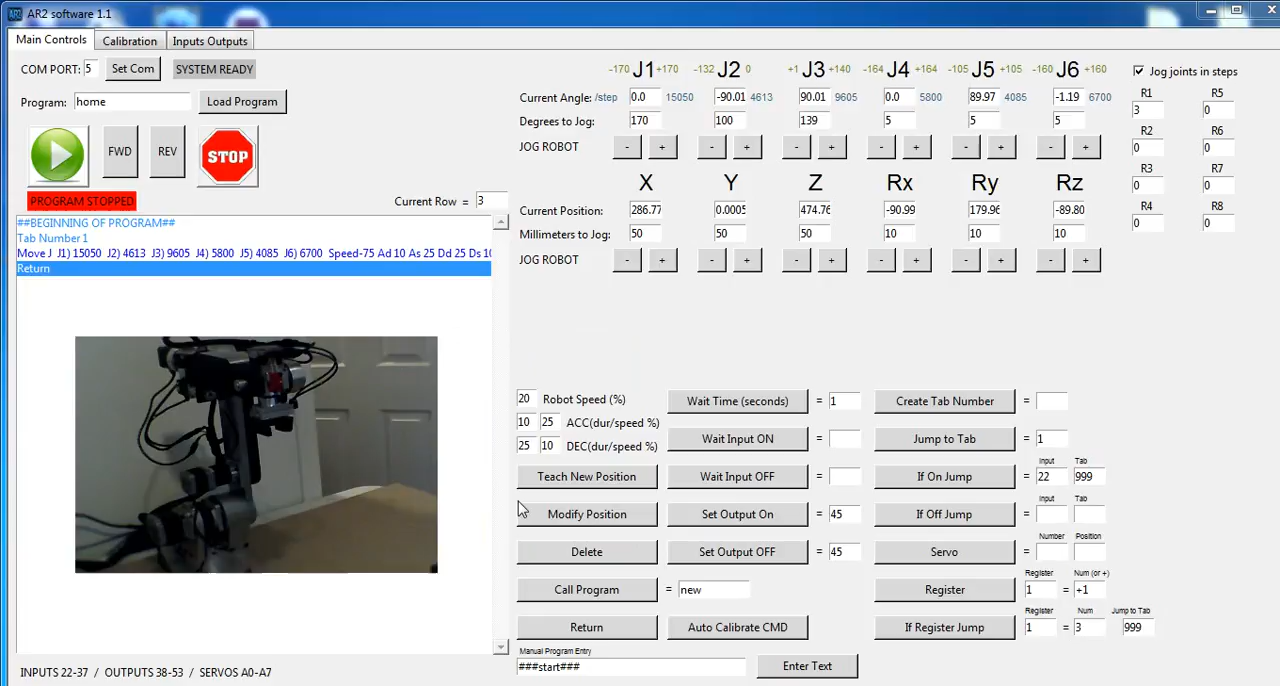 AR2 software 1.1
Main Controls Calibration Inputs Outputs
COM PORT: 5 Set Com SYSTEM READY
Program: home Load Program
FWD REV STOP
PROGRAM STOPPED
Current Row = 3
##BEGINNING OF PROGRAM##
Tab Number 1
Move J J1) 15050 J2) 4613 J3) 9605 J4) 5800 J5) 4085 J6) 6700 Speed-75 Ad 10 As 25 Dd 25 Ds 10
Return
INPUTS 22-37 / OUTPUTS 38-53 / SERVOS A0-A7
-170 J1 +170 -132 J2 0 +1 J3 +140 -164 J4 +164 -105 J5 +105 -160 J6 +160
Current Angle: /step 0.0 15050 -90.01 4613 90.01 9605 0.0 5800 89.97 4085 -1.19 6700
Degrees to Jog: 170 100 139 5 5 5
JOG ROBOT - + - + - + - + - + - +
X Y Z Rx Ry Rz
Current Position: 286.77 0.0005 474.76 -90.99 179.96 -89.80
Millimeters to Jog: 50 50 50 10 10 10
JOG ROBOT - + - + - + - + - + - +
Jog joints in steps
R1 R5
3 0
R2 R6
0 0
R3 R7
0 0
R4 R8
0 0
20 Robot Speed (%)
10 25 ACC(dur/speed %)
25 10 DEC(dur/speed %)
Teach New Position
Modify Position
Delete
Call Program = new
Return
Manual Program Entry
###start### Enter Text
Wait Time (seconds) = 1
Wait Input ON =
Wait Input OFF =
Set Output On = 45
Set Output OFF = 45
Auto Calibrate CMD
Create Tab Number =
Jump to Tab = 1
Input Tab
If On Jump = 22 999
Input Tab
If Off Jump =
Number Position
Servo =
Register Num (or +)
Register 1 = +1
Register Num Jump to Tab
If Register Jump 1 = 3 999